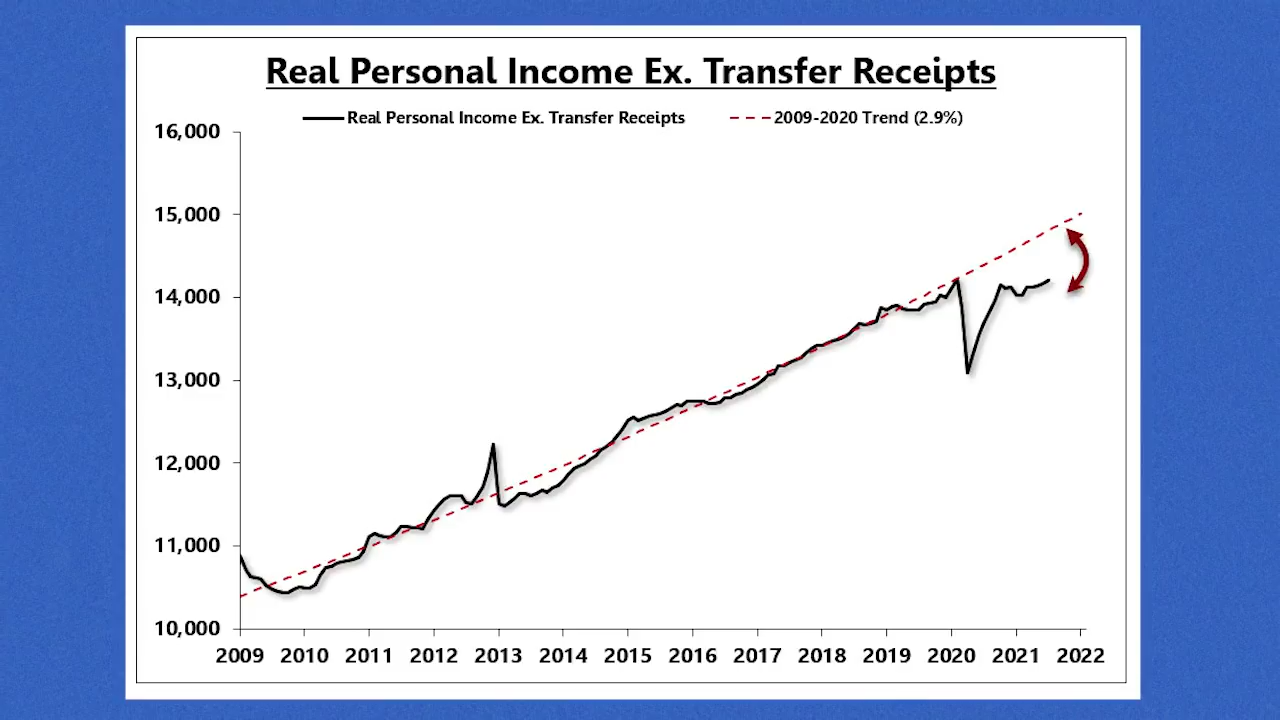 Real Personal Income Ex. Transfer Receipts
Real Personal Income Ex. Transfer Receipts 2009-2020 Trend (2.9%)
16,000
15,000
14,000
13,000
12,000
11,000
10,000
2009 2010 2011 2012 2013 2014 2015 2016 2017 2018 2019 2020 2021 2022